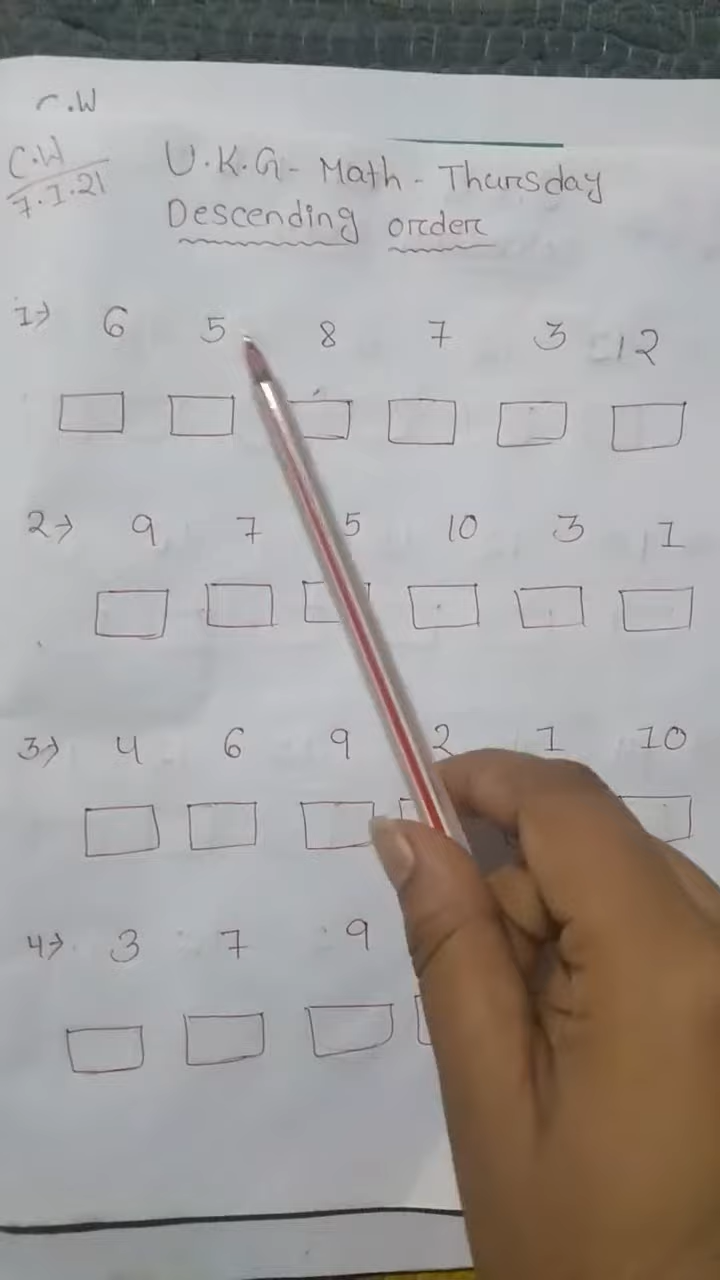 C.W
C.W
7.1.21
U.K.G- Math - Thursday
Descending order
1) 6 5 8 7 3 12
2) 9 7 5 10 3 1
3) 4 6 9 2 1 10
4) 3 7 9